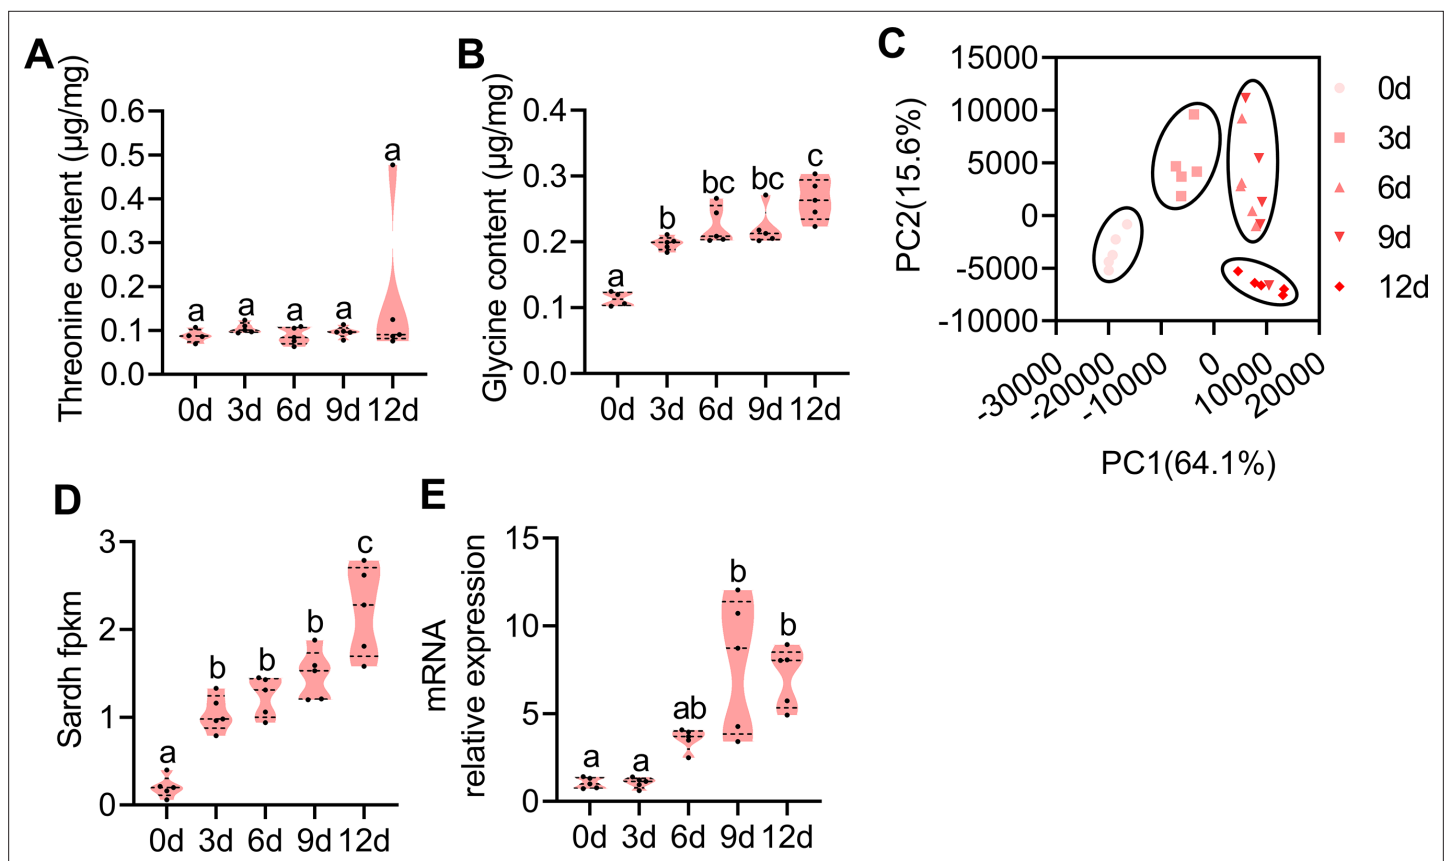 A
Threonine content (µg/mg)
0.6
0.5
0.4
0.3
0.2
0.1
0.0
a
a
a
a
a
0d 3d 6d 9d 12d
B
Glycine content (µg/mg)
0.4
0.3
0.2
0.1
0.0
a
b
bc
bc
c
0d 3d 6d 9d 12d
C
PC2(15.6%)
15000
10000
5000
0
-5000
-10000
-30000
-20000
-10000
0
10000
20000
PC1(64.1%)
0d
3d
6d
9d
12d
D
Sardh fpkm
3
2
1
0
a
b
b
b
c
0d 3d 6d 9d 12d
E
mRNA
relative expression
15
10
5
0
a
a
ab
b
b
0d 3d 6d 9d 12d